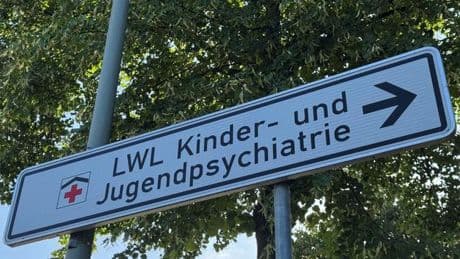 LWL Kinder- und
Jugendpsychiatrie